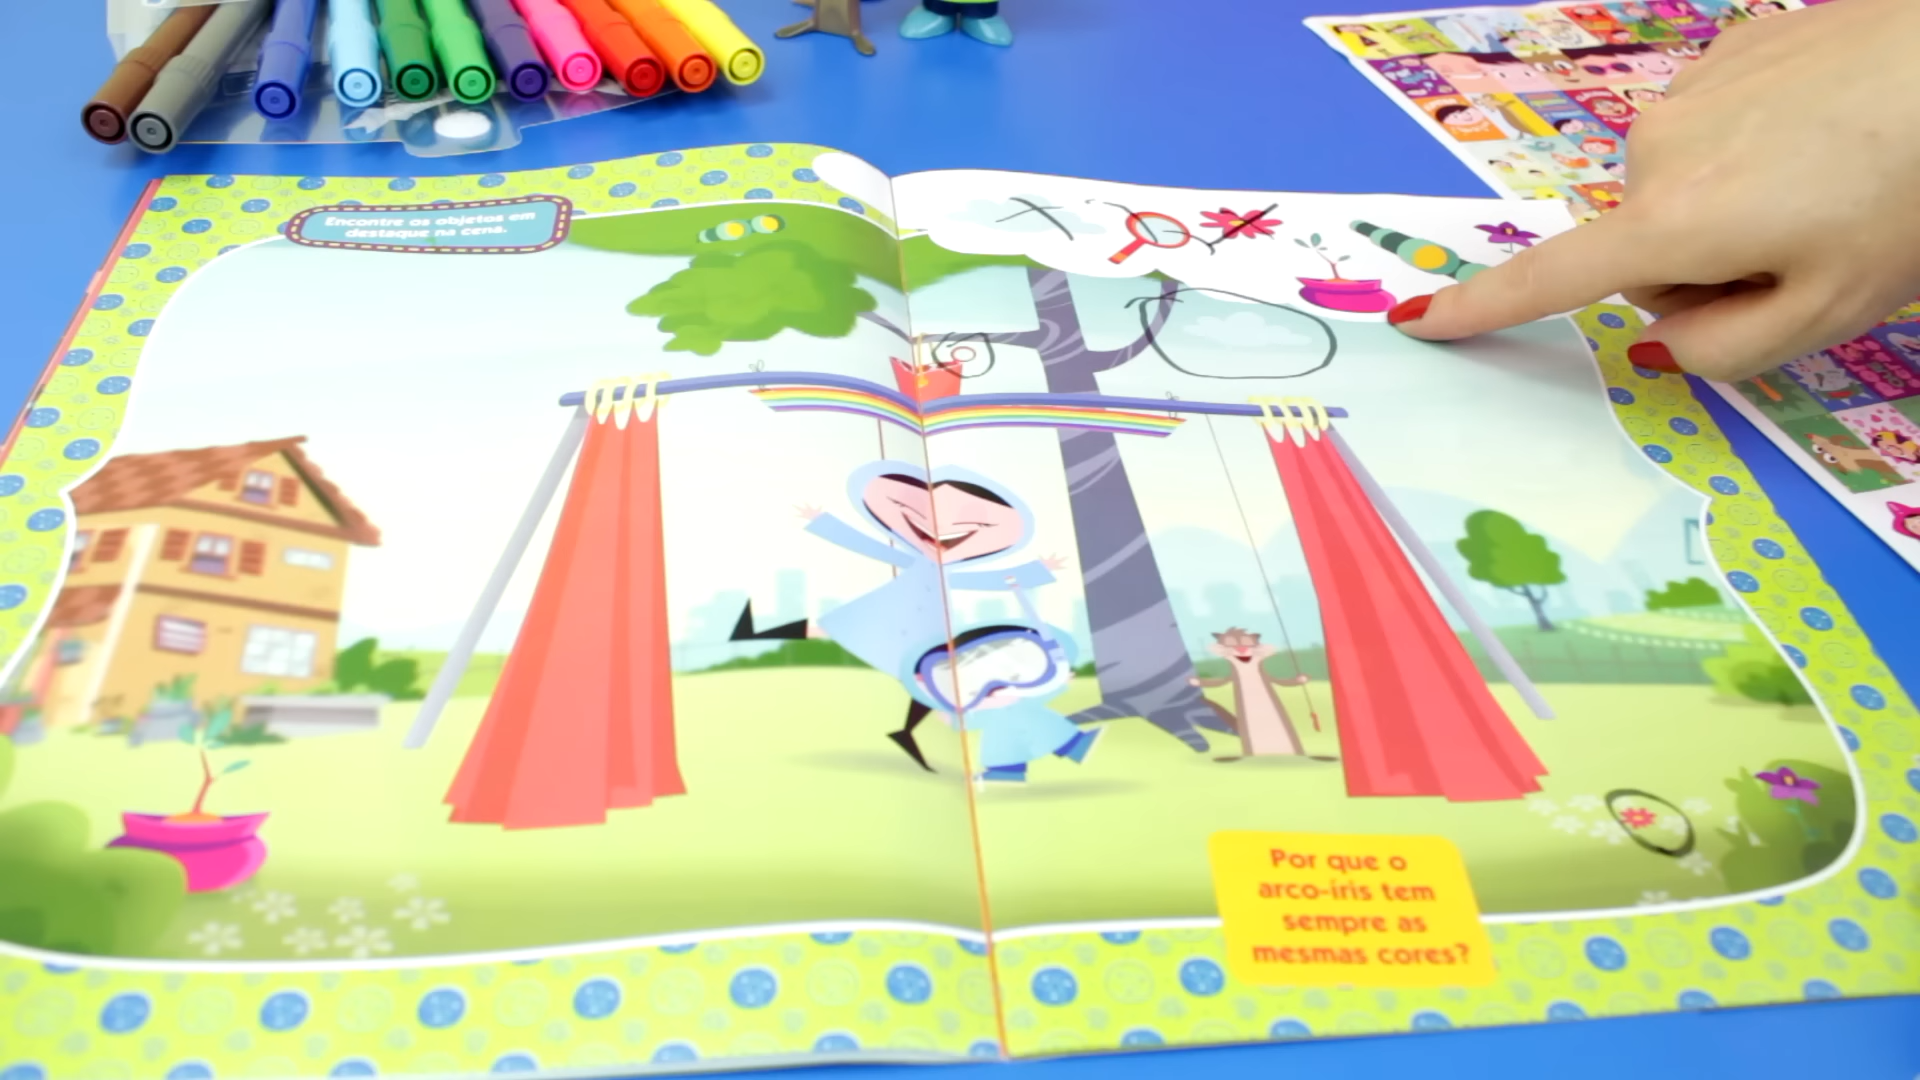 Encontre os objetos em
destaque na cena.
Por que o
arco-íris tem
sempre as
mesmas cores?